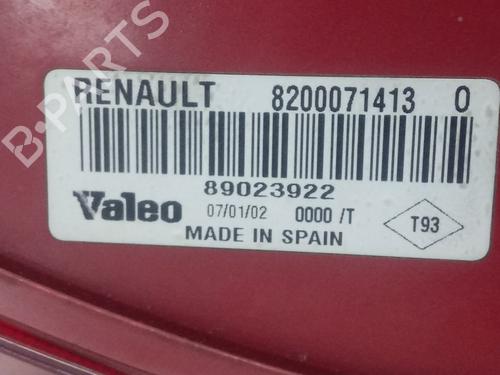 B-PARTS
RENAULT 8200071413 0
89023922
Valeo 07/01/02 0000 /T
T93
MADE IN SPAIN